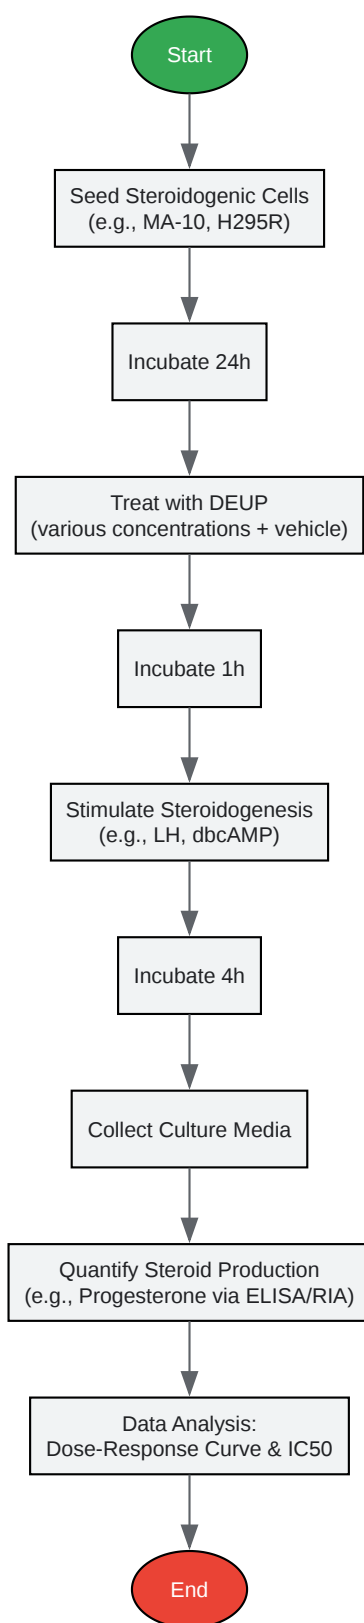 Start
Seed Steroidogenic Cells
(e.g., MA-10, H295R)
Incubate 24h
Treat with DEUP
(various concentrations + vehicle)
Incubate 1h
Stimulate Steroidogenesis
(e.g., LH, dbcAMP)
Incubate 4h
Collect Culture Media
Quantify Steroid Production
(e.g., Progesterone via ELISA/RIA)
Data Analysis:
Dose-Response Curve & IC50
End